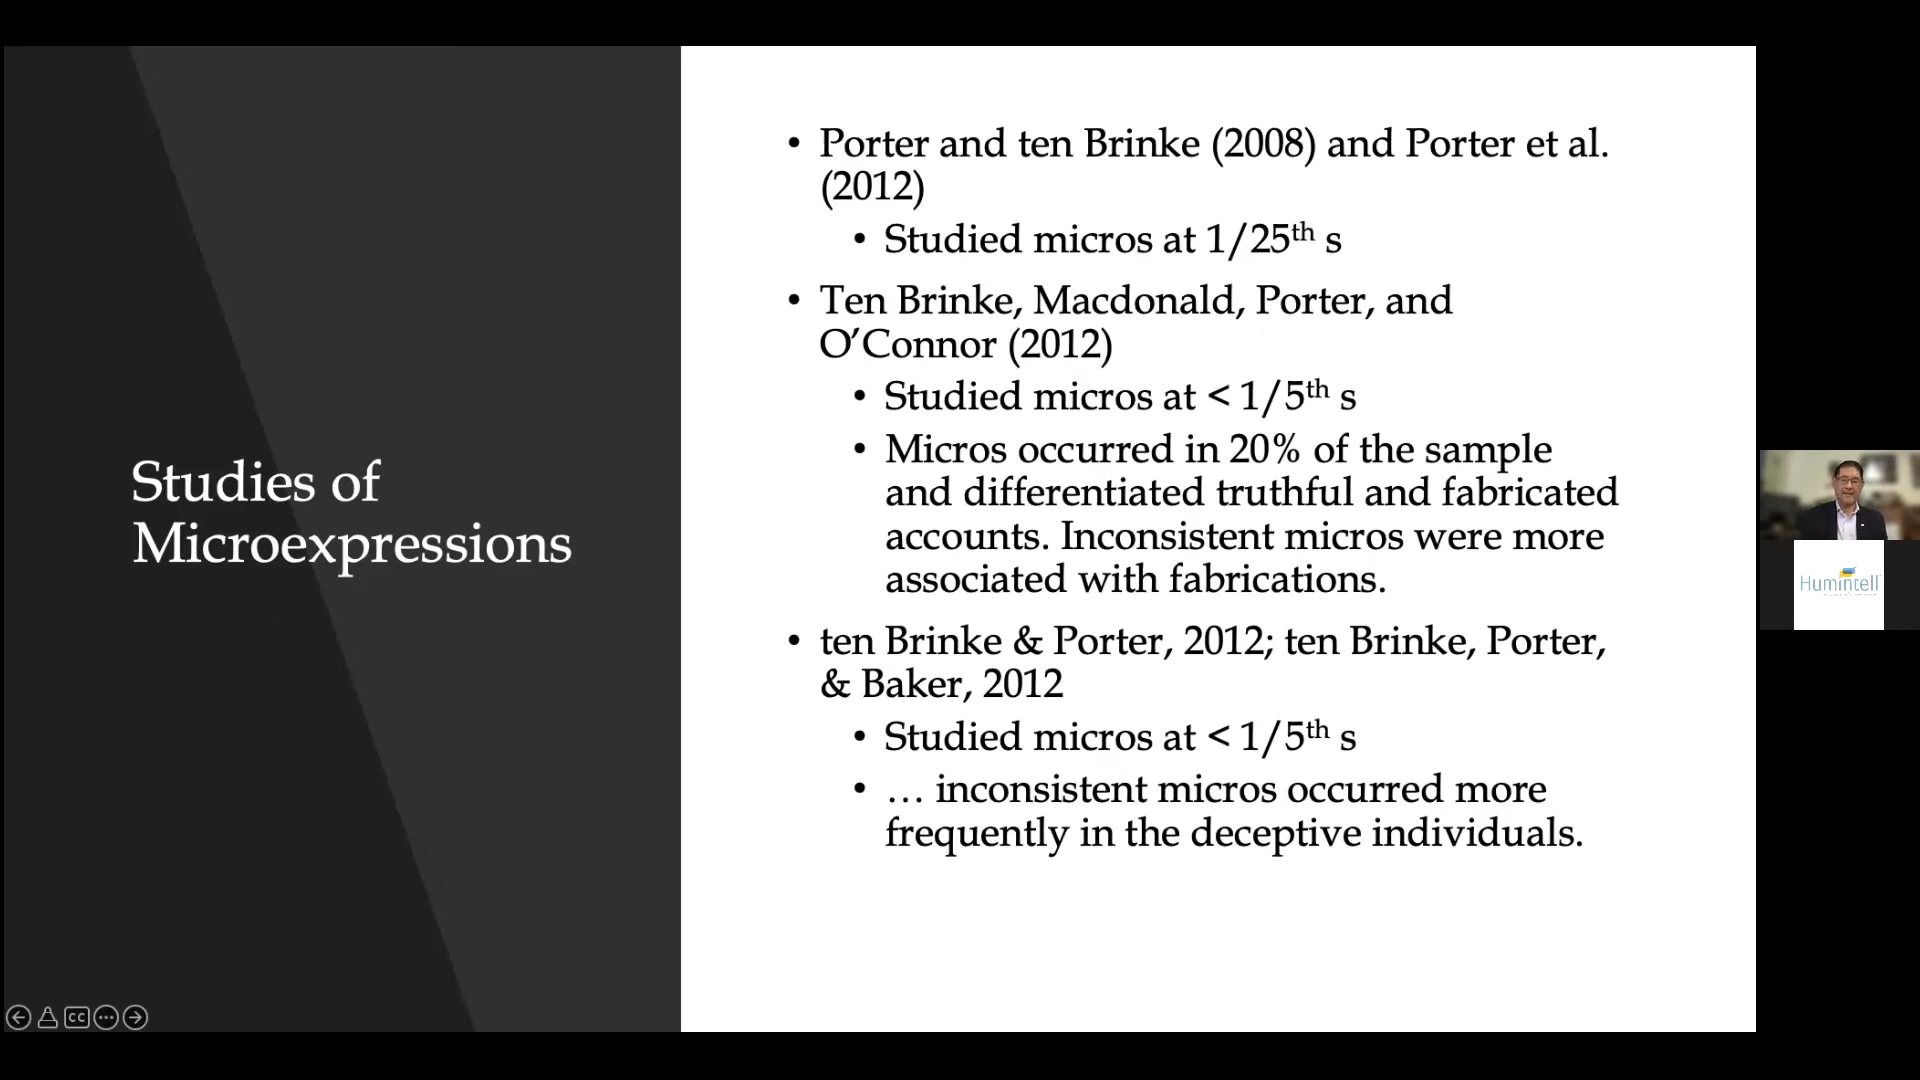 Studies of
Microexpressions
• Porter and ten Brinke (2008) and Porter et al.
(2012)
• Studied micros at 1/25th s
• Ten Brinke, Macdonald, Porter, and
O’Connor (2012)
• Studied micros at < 1/5th s
• Micros occurred in 20% of the sample
and differentiated truthful and fabricated
accounts. Inconsistent micros were more
associated with fabrications.
• ten Brinke & Porter, 2012; ten Brinke, Porter,
& Baker, 2012
• Studied micros at < 1/5th s
• … inconsistent micros occurred more
frequently in the deceptive individuals.
Humintell
CC